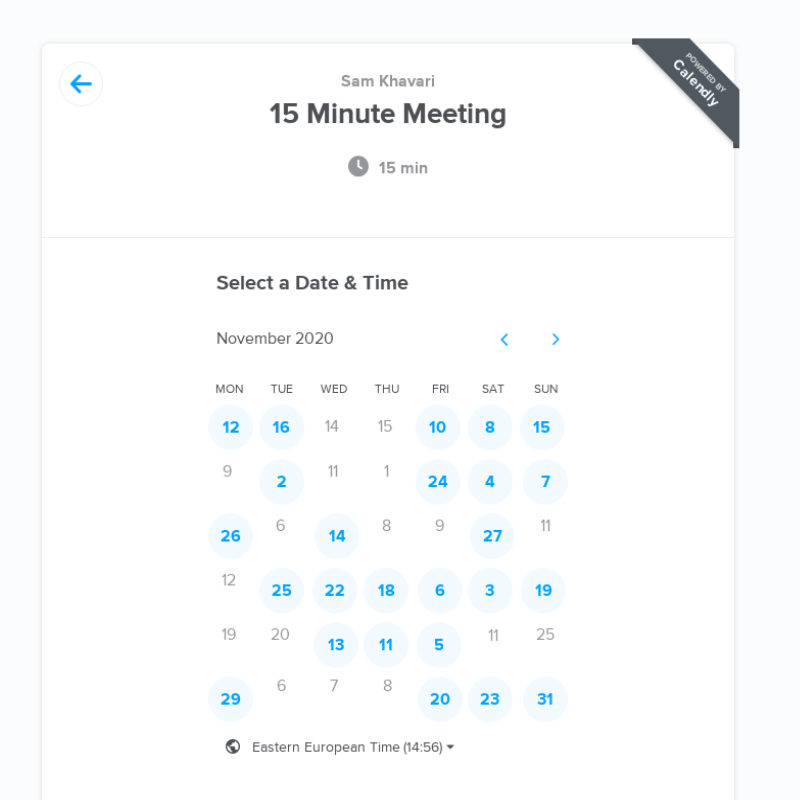 POWERED BY
Calendly
Sam Khavari
15 Minute Meeting
15 min
Select a Date & Time
November 2020
MON TUE WED THU FRI SAT SUN
12 16 14 15 10 8 15
9 2 11 1 24 4 7
26 6 14 8 9 27 11
12 25 22 18 6 3 19
19 20 13 11 5 11 25
29 6 7 8 20 23 31
Eastern European Time (14:56)